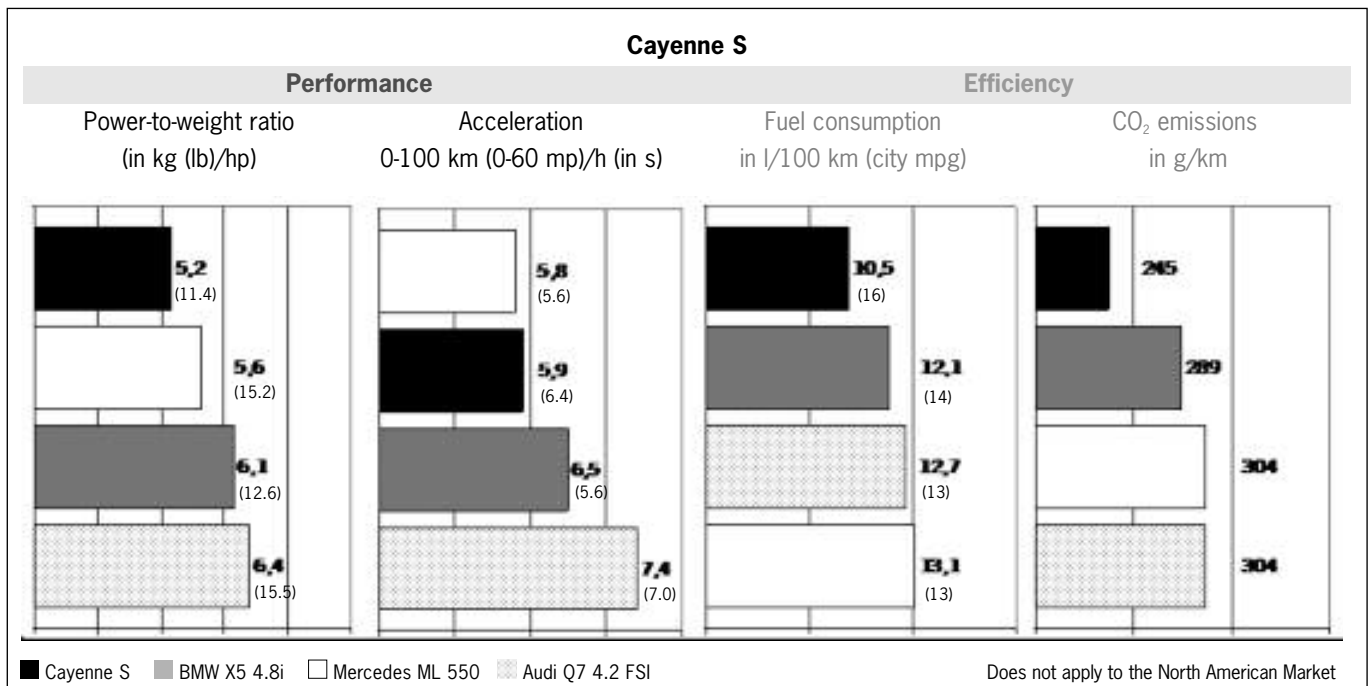 Cayenne S
Performance
Efficiency
Power-to-weight ratio
(in kg (lb)/hp)
Acceleration
0-100 km (0-60 mp)/h (in s)
Fuel consumption
in l/100 km (city mpg)
CO₂ emissions
in g/km
5,2
(11.4)
5,6
(15.2)
6,1
(12.6)
6,4
(15.5)
5,8
(5.6)
5,9
(6.4)
6,5
(5.6)
7,4
(7.0)
10,5
(16)
12,1
(14)
12,7
(13)
13,1
(13)
245
289
304
304
Cayenne S BMW X5 4.8i Mercedes ML 550 Audi Q7 4.2 FSI Does not apply to the North American Market